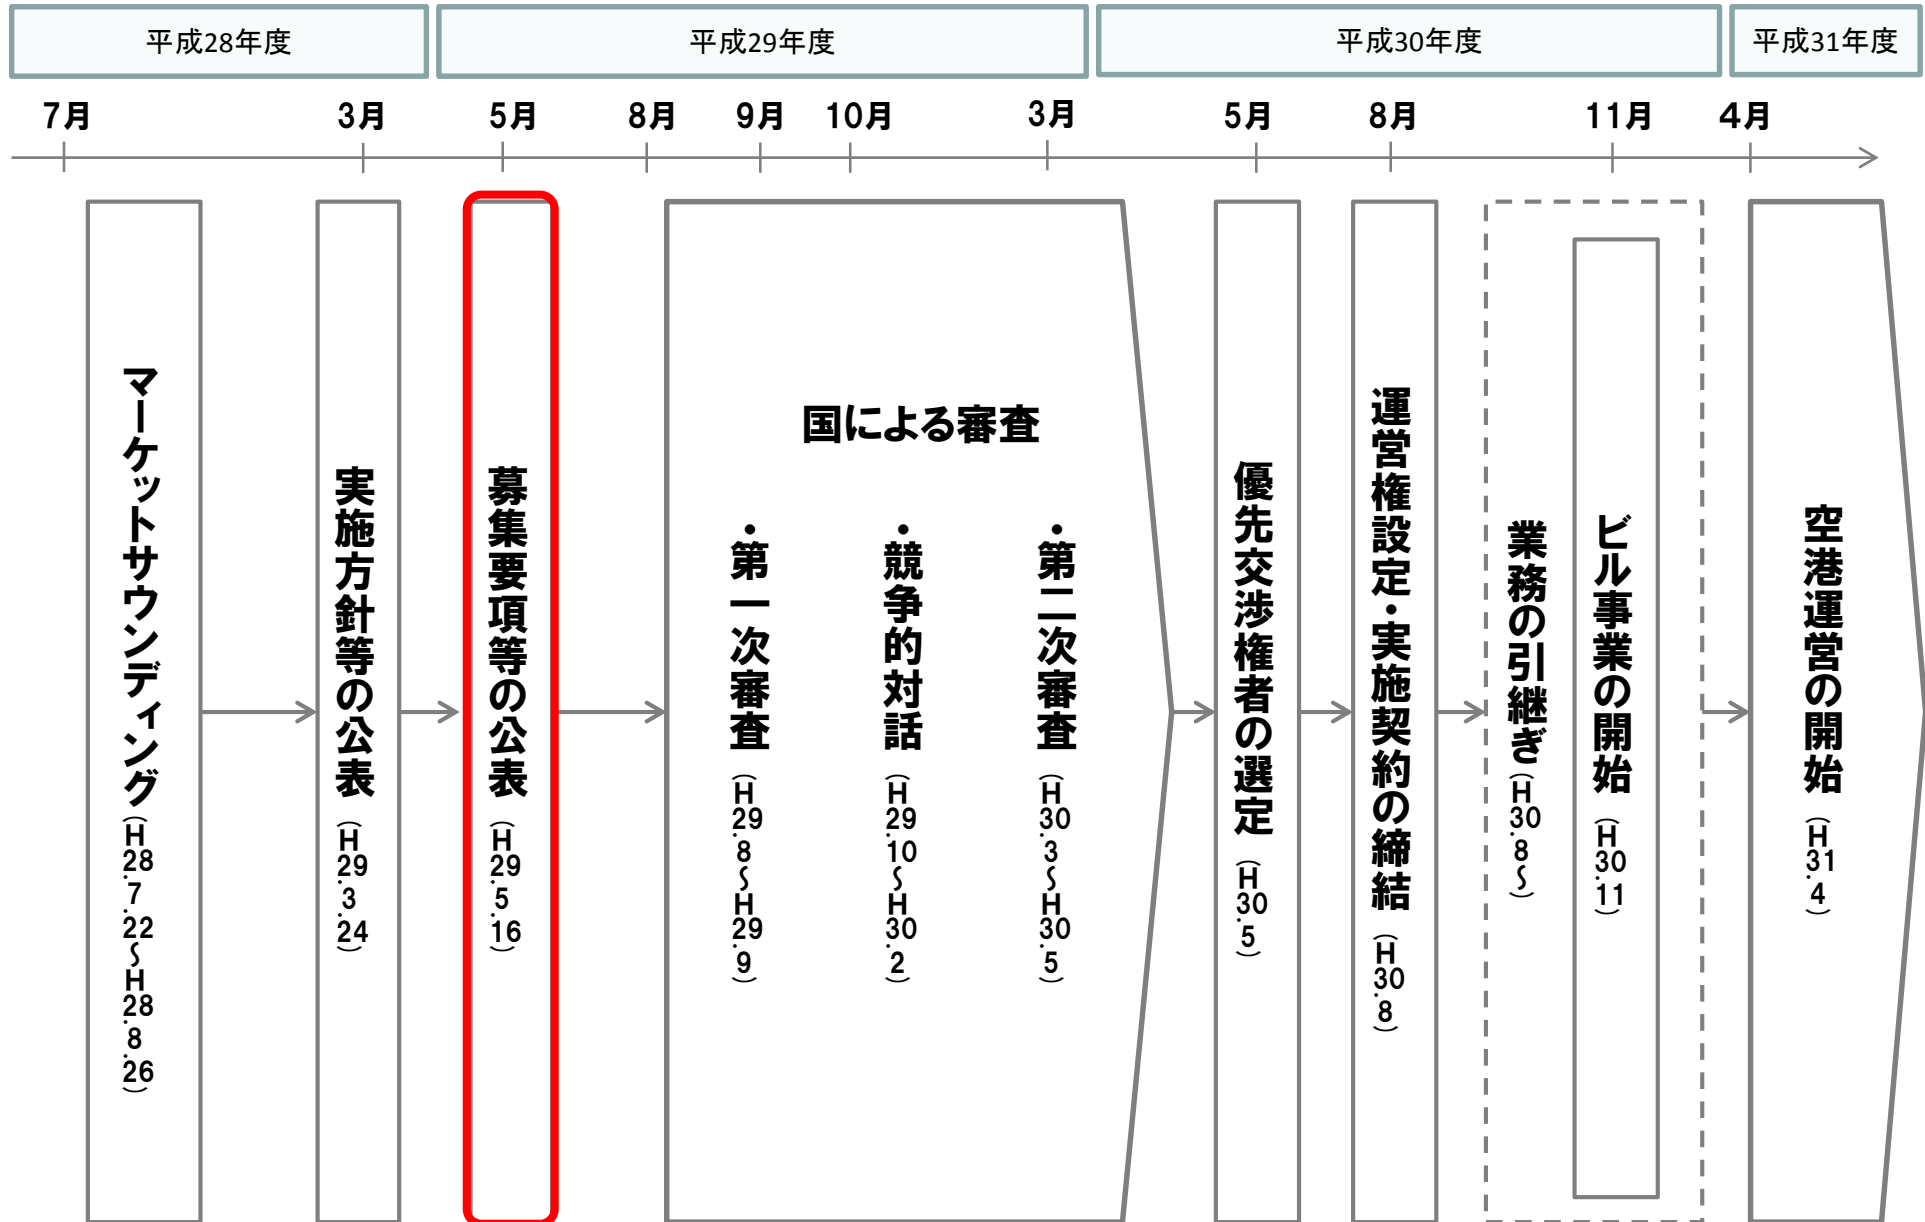 平成28年度
平成29年度
平成30年度
平成31年度
7月
3月
5月
8月
9月
10月
3月
5月
8月
11月
4月
マーケットサウンディング（H28.7.22～H28.8.26）
実施方針等の公表（H29.3.24）
募集要項等の公表（H29.5.16）
国による審査
・第一次審査（H29.8～H29.9）
・競争的対話（H29.10～H30.2）
・第二次審査（H30.3～H30.5）
優先交渉権者の選定（H30.5）
運営権設定・実施契約の締結（H30.8）
業務の引継ぎ（H30.8～）
ビル事業の開始（H30.11）
空港運営の開始（H31.4）